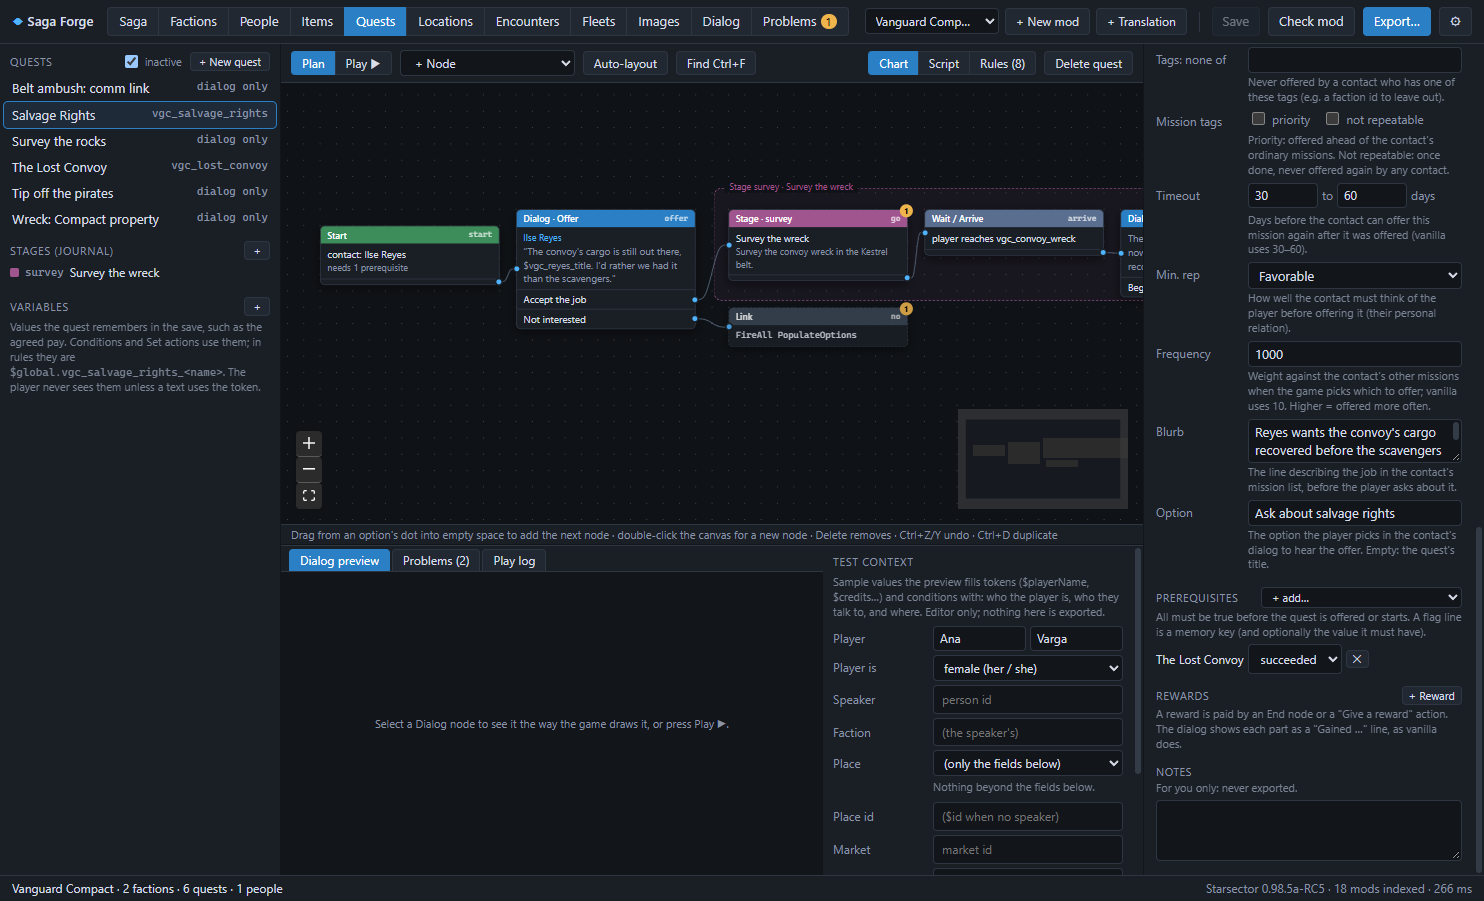 Saga Forge
Saga
Factions
People
Items
Quests
Locations
Encounters
Fleets
Images
Dialog
Problems 1
Vanguard Comp...
+ New mod
+ Translation
Save
Check mod
Export...
QUESTS
inactive
+ New quest
Belt ambush: comm link dialog only
Salvage Rights vgc_salvage_rights
Survey the rocks dialog only
The Lost Convoy vgc_lost_convoy
Tip off the pirates dialog only
Wreck: Compact property dialog only
STAGES (JOURNAL)
+
survey Survey the wreck
VARIABLES
+
Values the quest remembers in the save, such as the
agreed pay. Conditions and Set actions use them; in
rules they are
$global.vgc_salvage_rights_<name>. The
player never sees them unless a text uses the token.
Plan
Play ▶
+ Node
Auto-layout
Find Ctrl+F
Chart
Script
Rules (8)
Delete quest
Start start
contact: Ilse Reyes
needs 1 prerequisite
Dialog · Offer offer
Ilse Reyes
"The convoy's cargo is still out there,
$vgc_reyes_title. I'd rather we had it
than the scavengers."
Accept the job
Not interested
Stage survey · Survey the wreck
Stage · survey go
1
Survey the wreck
Survey the convoy wreck in the Kestrel
belt.
Link no
1
FireAll PopulateOptions
Wait / Arrive arrive
player reaches vgc_convoy_wreck
Dial
The
now
reco
Beg
Drag from an option's dot into empty space to add the next node · double-click the canvas for a new node · Delete removes · Ctrl+Z/Y undo · Ctrl+D duplicate
Dialog preview
Problems (2)
Play log
Select a Dialog node to see it the way the game draws it, or press Play ▶.
TEST CONTEXT
Sample values the preview fills tokens ($playerName,
$credits...) and conditions with: who the player is, who they
talk to, and where. Editor only; nothing here is exported.
Player Ana Varga
Player is female (her / she)
Speaker person id
Faction (the speaker's)
Place (only the fields below)
Nothing beyond the fields below.
Place id ($id when no speaker)
Market market id
Tags: none of
Never offered by a contact who has one of
these tags (e.g. a faction id to leave out).
Mission tags priority not repeatable
Priority: offered ahead of the contact's
ordinary missions. Not repeatable: once
done, never offered again by any contact.
Timeout 30 to 60 days
Days before the contact can offer this
mission again after it was offered (vanilla
uses 30–60).
Min. rep Favorable
How well the contact must think of the
player before offering it (their personal
relation).
Frequency 1000
Weight against the contact's other missions
when the game picks which to offer; vanilla
uses 10. Higher = offered more often.
Blurb Reyes wants the convoy's cargo
recovered before the scavengers
The line describing the job in the contact's
mission list, before the player asks about it.
Option Ask about salvage rights
The option the player picks in the contact's
dialog to hear the offer. Empty: the quest's
title.
PREREQUISITES + add...
All must be true before the quest is offered or starts. A flag line
is a memory key (and optionally the value it must have).
The Lost Convoy succeeded
REWARDS + Reward
A reward is paid by an End node or a "Give a reward" action.
The dialog shows each part as a "Gained ..." line, as vanilla
does.
NOTES
For you only: never exported.
Vanguard Compact · 2 factions · 6 quests · 1 people
Starsector 0.98.5a-RC5 · 18 mods indexed · 266 ms